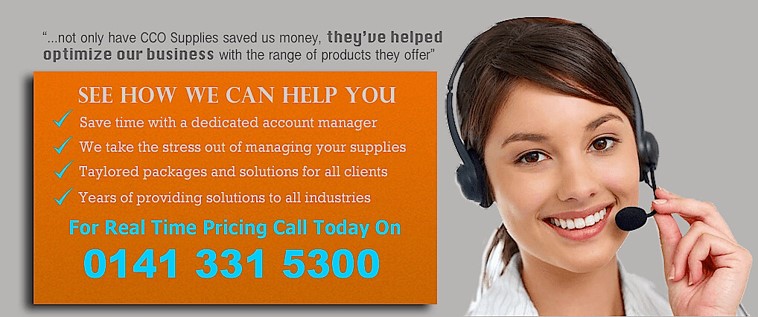 “...not only have CCO Supplies saved us money, they’ve helped
optimize our business with the range of products they offer”
SEE HOW WE CAN HELP YOU
Save time with a dedicated account manager
We take the stress out of managing your supplies
Taylored packages and solutions for all clients
Years of providing solutions to all industries
For Real Time Pricing Call Today On
0141 331 5300